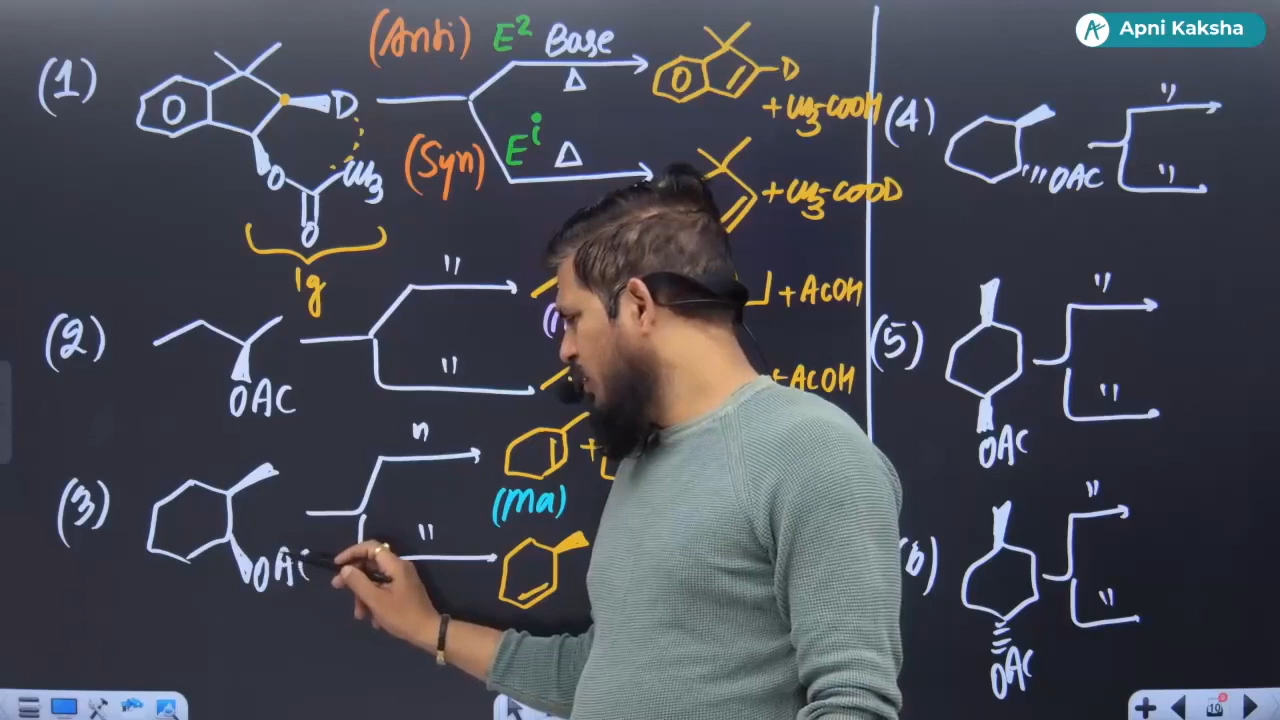 Apni Kaksha
(1)
D
O
O
CH3
1g
(Anti) E2 Base
Δ
(Syn) Ei Δ
D
+ CH3-COOH
+ CH3-COOD
(2)
OAC
"
"
+ ACOH
+ ACOH
(3)
OAC
"
"
+
(Ma)
(4)
OAC
"
"
(5)
OAC
"
"
(6)
OAC
"
"
10